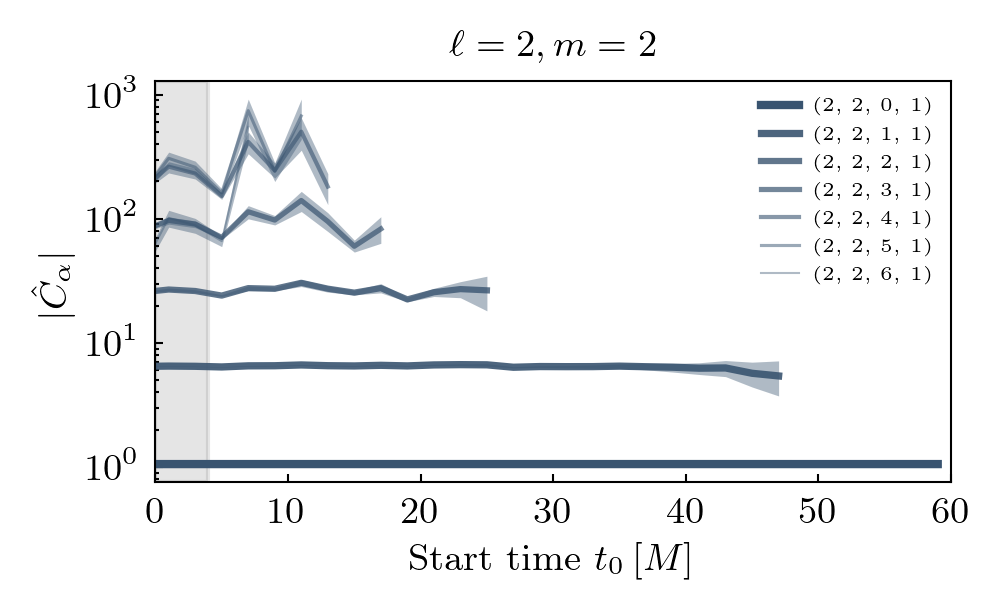 ℓ = 2, m = 2
10³
10²
10¹
10⁰
|Ĉ_α|
(2, 2, 0, 1)
(2, 2, 1, 1)
(2, 2, 2, 1)
(2, 2, 3, 1)
(2, 2, 4, 1)
(2, 2, 5, 1)
(2, 2, 6, 1)
0 10 20 30 40 50 60
Start time t₀ [M]